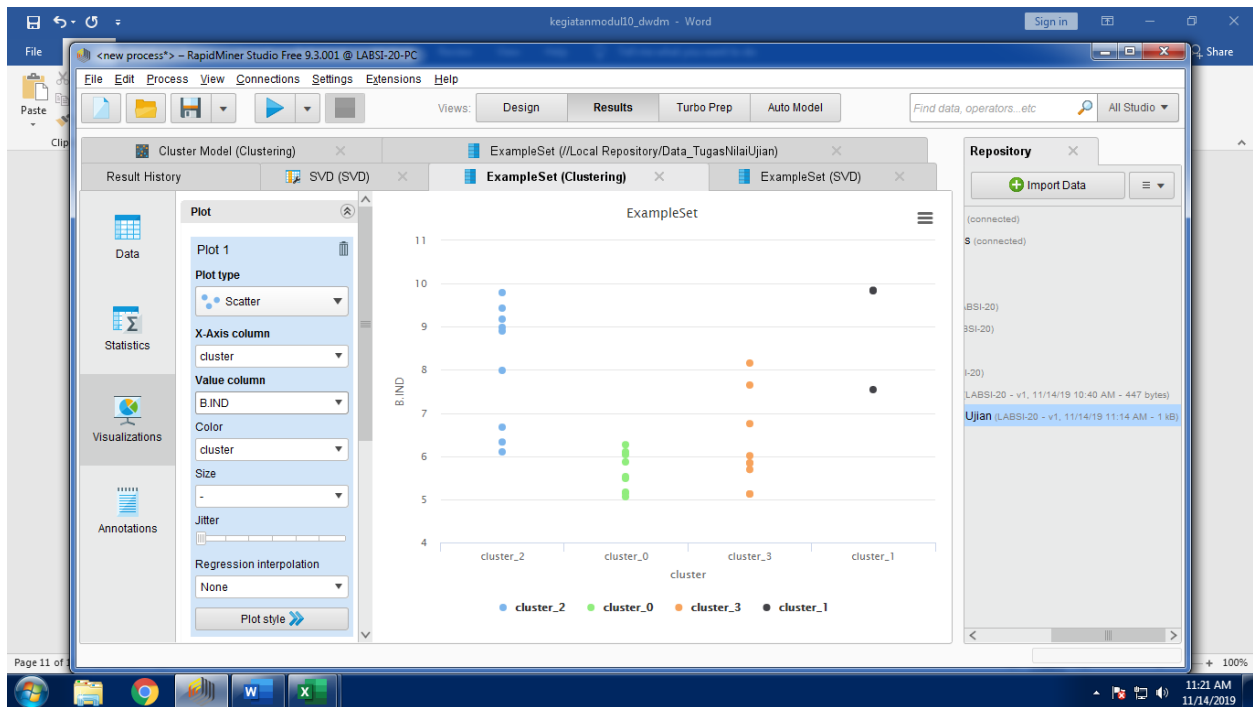 kegiatanmodul10_dwdm - Word
Sign in
File
Share
Paste
Clip
<new process*> – RapidMiner Studio Free 9.3.001 @ LABSI-20-PC
File Edit Process View Connections Settings Extensions Help
Views: Design Results Turbo Prep Auto Model
Find data, operators...etc
All Studio
Cluster Model (Clustering)
ExampleSet (//Local Repository/Data_TugasNilaiUjian)
Result History
SVD (SVD)
ExampleSet (Clustering)
ExampleSet (SVD)
Repository
Import Data
(connected)
S (connected)
ABSI-20)
BSI-20)
I-20)
(LABSI-20 - v1, 11/14/19 10:40 AM - 447 bytes)
Ujian (LABSI-20 - v1, 11/14/19 11:14 AM - 1 kB)
Data
Statistics
Visualizations
Annotations
Plot
Plot 1
Plot type
Scatter
X-Axis column
cluster
Value column
B.IND
Color
cluster
Size
-
Jitter
Regression interpolation
None
Plot style
ExampleSet
11
10
9
8
7
6
5
4
B.IND
cluster_2 cluster_0 cluster_3 cluster_1
cluster
cluster_2 cluster_0 cluster_3 cluster_1
Page 11 of 1
+ 100%
11:21 AM
11/14/2019